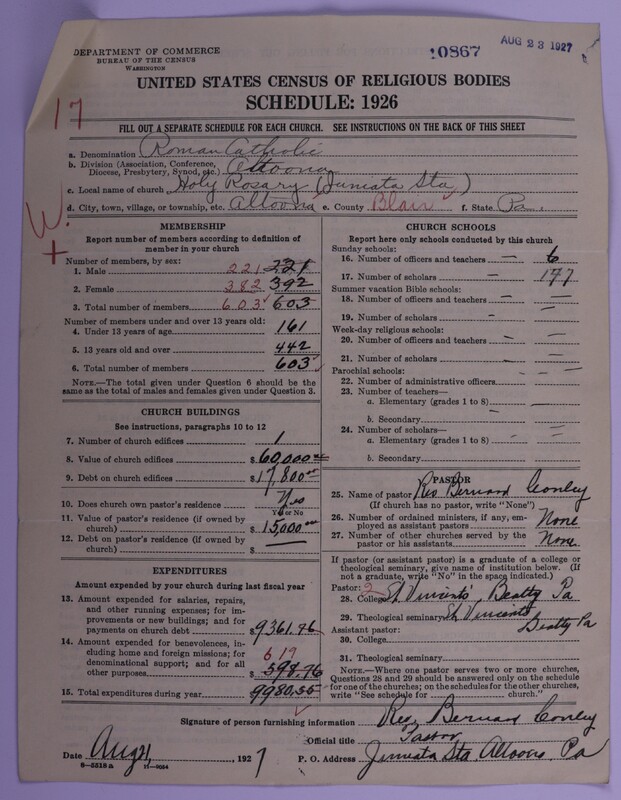 DEPARTMENT OF COMMERCE
BUREAU OF THE CENSUS
WASHINGTON
10867
AUG 23 1927
UNITED STATES CENSUS OF RELIGIOUS BODIES
SCHEDULE: 1926
17
FILL OUT A SEPARATE SCHEDULE FOR EACH CHURCH. SEE INSTRUCTIONS ON THE BACK OF THIS SHEET
a. Denomination Roman Catholic
b. Division (Association, Conference, Diocese, Presbytery, Synod, etc.) Altoona
c. Local name of church Holy Rosary (Juniata Sta)
d. City, town, village, or township, etc. Altoona e. County Blair f. State Pa.
W.
+
MEMBERSHIP
Report number of members according to definition of
member in your church
Number of members, by sex:
1. Male 221 221
2. Female 382 392
3. Total number of members 603 603
Number of members under and over 13 years old:
4. Under 13 years of age 161
5. 13 years old and over 442
6. Total number of members 603
NOTE.—The total given under Question 6 should be the
same as the total of males and females given under Question 3.
CHURCH BUILDINGS
See instructions, paragraphs 10 to 12
7. Number of church edifices 1
8. Value of church edifices $ 60,000.00
9. Debt on church edifices $ 17,800.00
10. Does church own pastor's residence Yes
Yes or No
11. Value of pastor's residence (if owned by
church) $ 15,000.00
12. Debt on pastor's residence (if owned by
church) $ —
EXPENDITURES
Amount expended by your church during last fiscal year
13. Amount expended for salaries, repairs,
and other running expenses; for im-
provements or new buildings; and for
payments on church debt $ 9361.96
14. Amount expended for benevolences, in-
cluding home and foreign missions; for
denominational support; and for all
other purposes 619 $
15. Total expenditures during year 9980.55
CHURCH SCHOOLS
Report here only schools conducted by this church
Sunday schools:
16. Number of officers and teachers — 6
17. Number of scholars — 177
Summer vacation Bible schools:
18. Number of officers and teachers — —
19. Number of scholars — —
Week-day religious schools:
20. Number of officers and teachers — —
21. Number of scholars — —
Parochial schools:
22. Number of administrative officers —
23. Number of teachers—
a. Elementary (grades 1 to 8) —
b. Secondary
24. Number of scholars—
a. Elementary (grades 1 to 8) — —
b. Secondary
PASTOR
25. Name of pastor Rev Bernard Conley
(If church has no pastor, write "None")
26. Number of ordained ministers, if any, em-
ployed as assistant pastors None
27. Number of other churches served by the
pastor or his assistants None
If pastor (or assistant pastor) is a graduate of a college or
theological seminary, give name of institution below. (If
not a graduate, write "No" in the space indicated.)
Pastor: 2
28. College St. Vincents, Beatty Pa
29. Theological seminary St. Vincents Beatty Pa
Assistant pastor:
30. College
31. Theological seminary
NOTE.—Where one pastor serves two or more churches,
Questions 28 and 29 should be answered only on the schedule
for one of the churches; on the schedules for the other churches,
write "See schedule for church."
Signature of person furnishing information Rev. Bernard Conley
Official title Pastor
Date Aug 21, 1927 P. O. Address Juniata Sta. Altoona Pa
8—5318 a